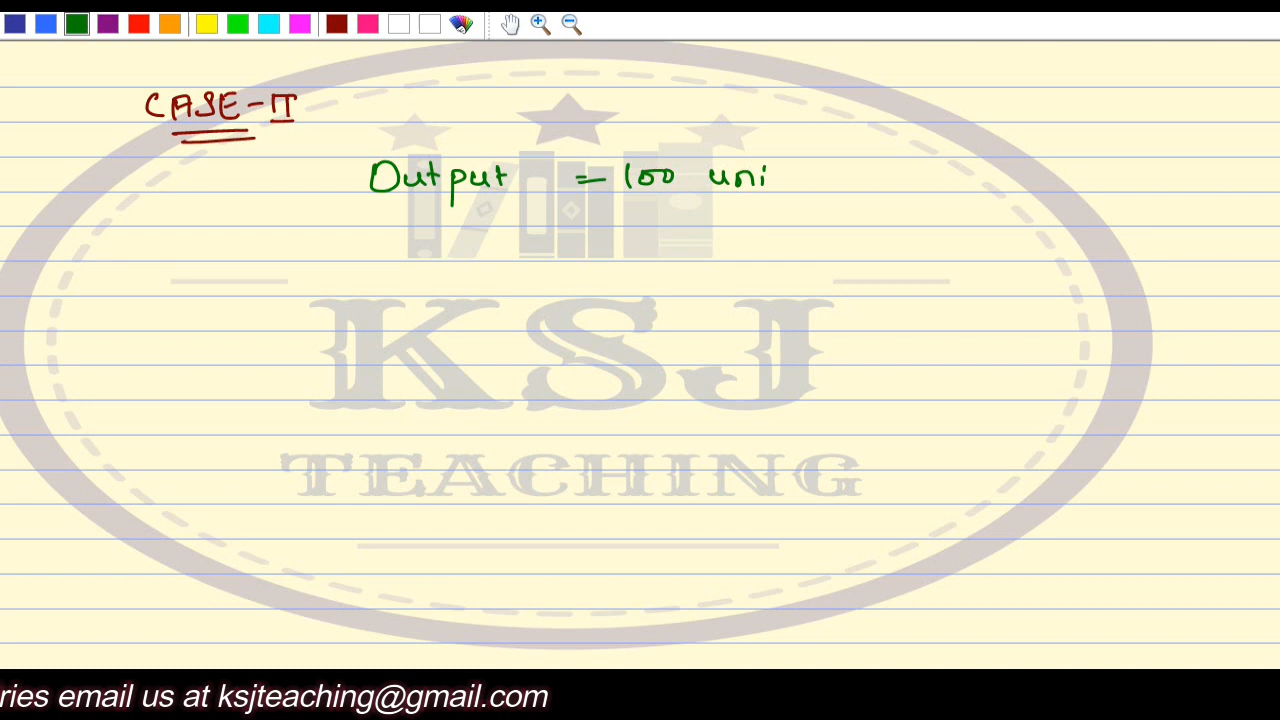 CASE-II
Output = 100 uni
KSJ
TEACHING
ries email us at ksjteaching@gmail.com